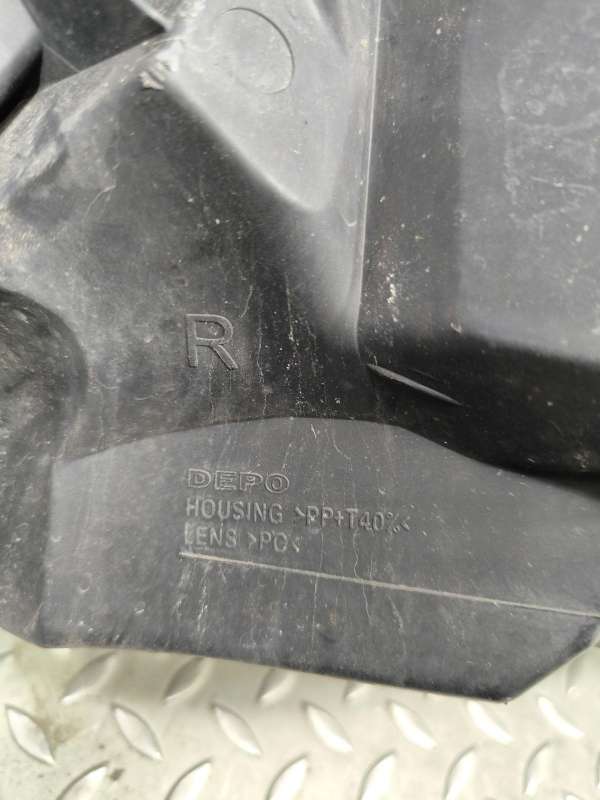 R
DEPO
HOUSING >PP+T40%<
LENS >PC<